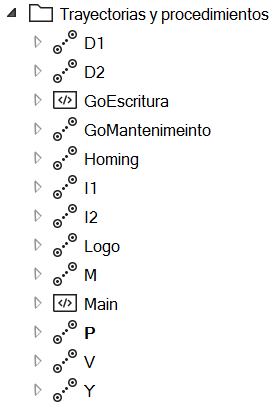 Trayectorias y procedimientos
D1
D2
GoEscritura
GoMantenimeinto
Homing
I1
I2
Logo
M
Main
P
V
Y